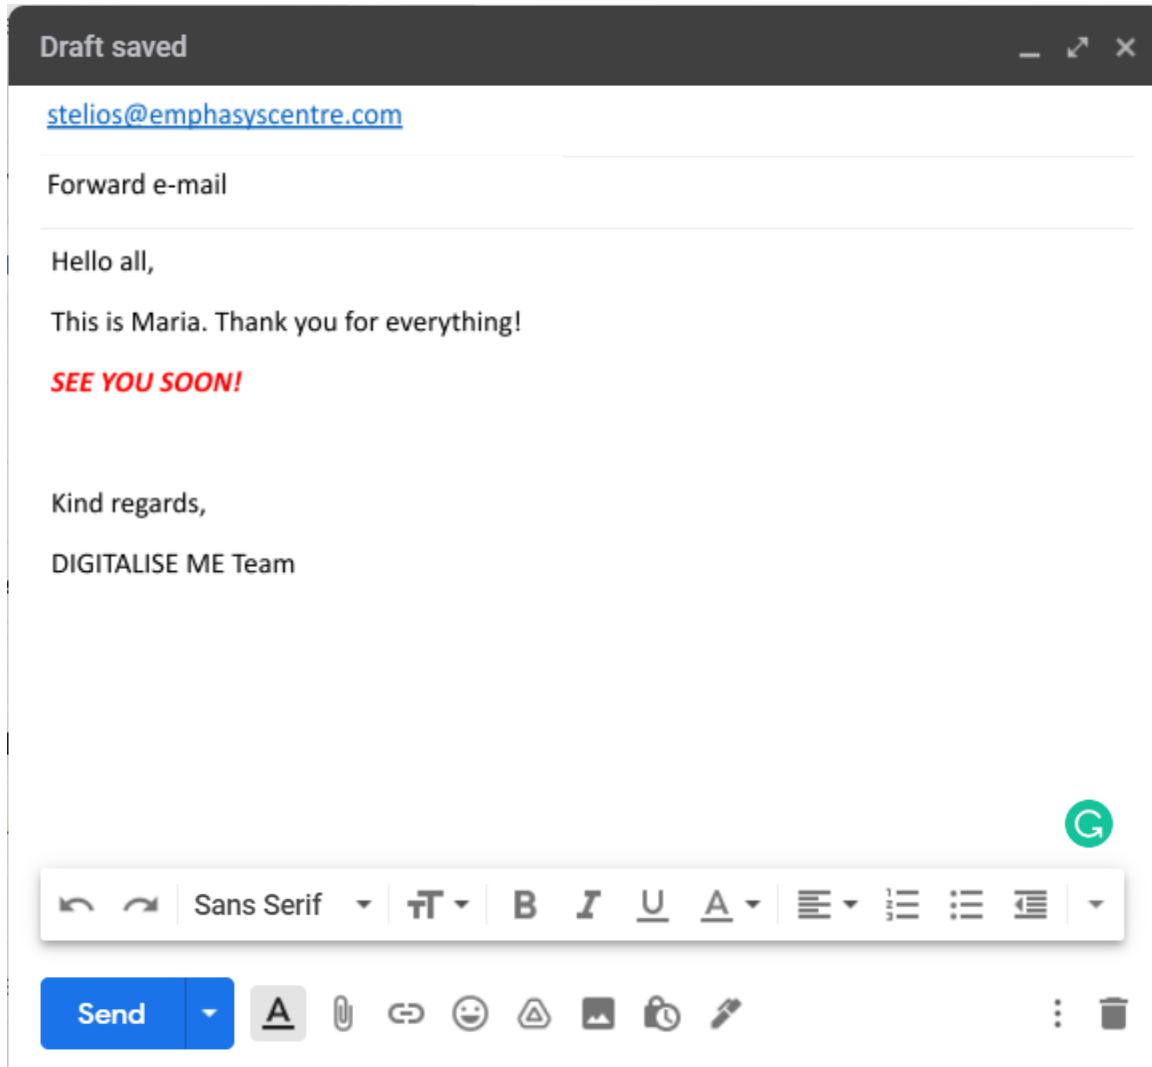 Draft saved
stelios@emphasyscentre.com
Forward e-mail
Hello all,
This is Maria. Thank you for everything!
SEE YOU SOON!
Kind regards,
DIGITALISE ME Team
Sans Serif
Send